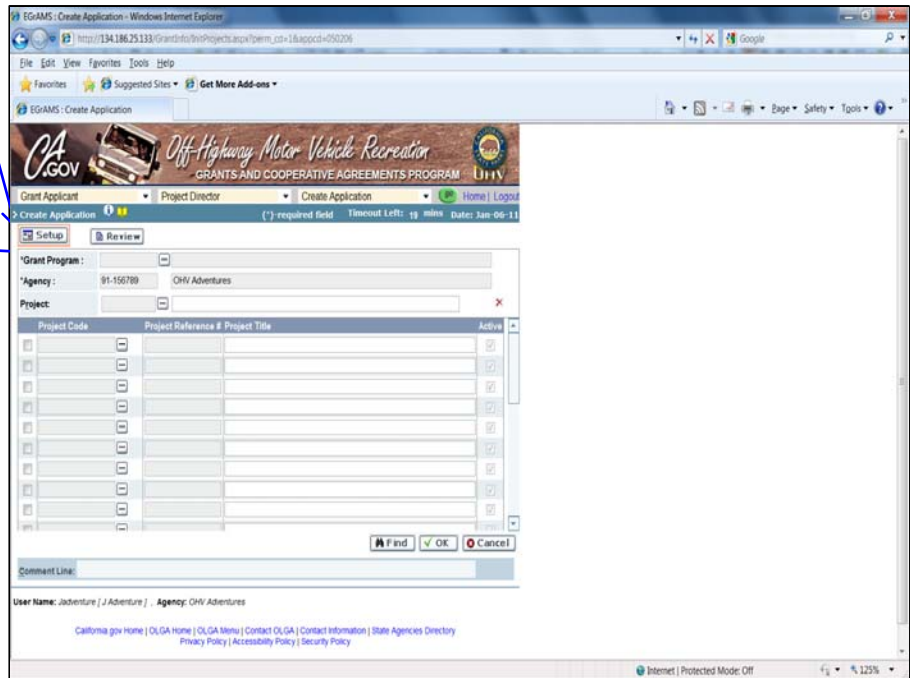 EGrAMS : Create Application - Windows Internet Explorer
http://134.186.25.133/GrantInfo/InitProjects.aspx?perm_cd=1&appcd=050206
Google
File Edit View Favorites Tools Help
Favorites Suggested Sites Get More Add-ons
EGrAMS : Create Application
Page Safety Tools
CA.GOV
Off-Highway Motor Vehicle Recreation
GRANTS AND COOPERATIVE AGREEMENTS PROGRAM
OHV
Grant Applicant Project Director Create Application Home | Logout
Create Application (*)-required field Timeout Left: 19 mins Date: Jan-06-11
Setup Review
*Grant Program :
*Agency : 91-156789 OHV Adventures
Project:
Project Code Project Reference # Project Title Active
Find OK Cancel
Comment Line:
User Name: Jadventure [ J Adventure ] , Agency: OHV Adventures
California.gov Home | OLGA Home | OLGA Menu | Contact OLGA | Contact Information | State Agencies Directory
Privacy Policy | Accessibility Policy | Security Policy
Internet | Protected Mode: Off 125%